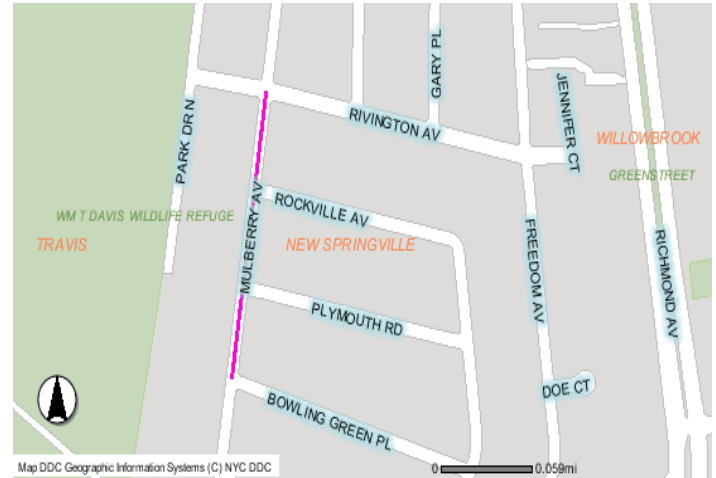 GARY PL
RIVINGTON AV
JENNIFER CT
PARK DR N
WILLOWBROOK
GREENSTREET
MULBERRY AV
ROCKVILLE AV
WM T DAVIS WILDLIFE REFUGE
TRAVIS
NEW SPRINGVILLE
FREEDOM AV
RICHMOND AV
PLYMOUTH RD
DOE CT
BOWLING GREEN PL
Map DDC Geographic Information Systems (C) NYC DDC
0 0.059mi